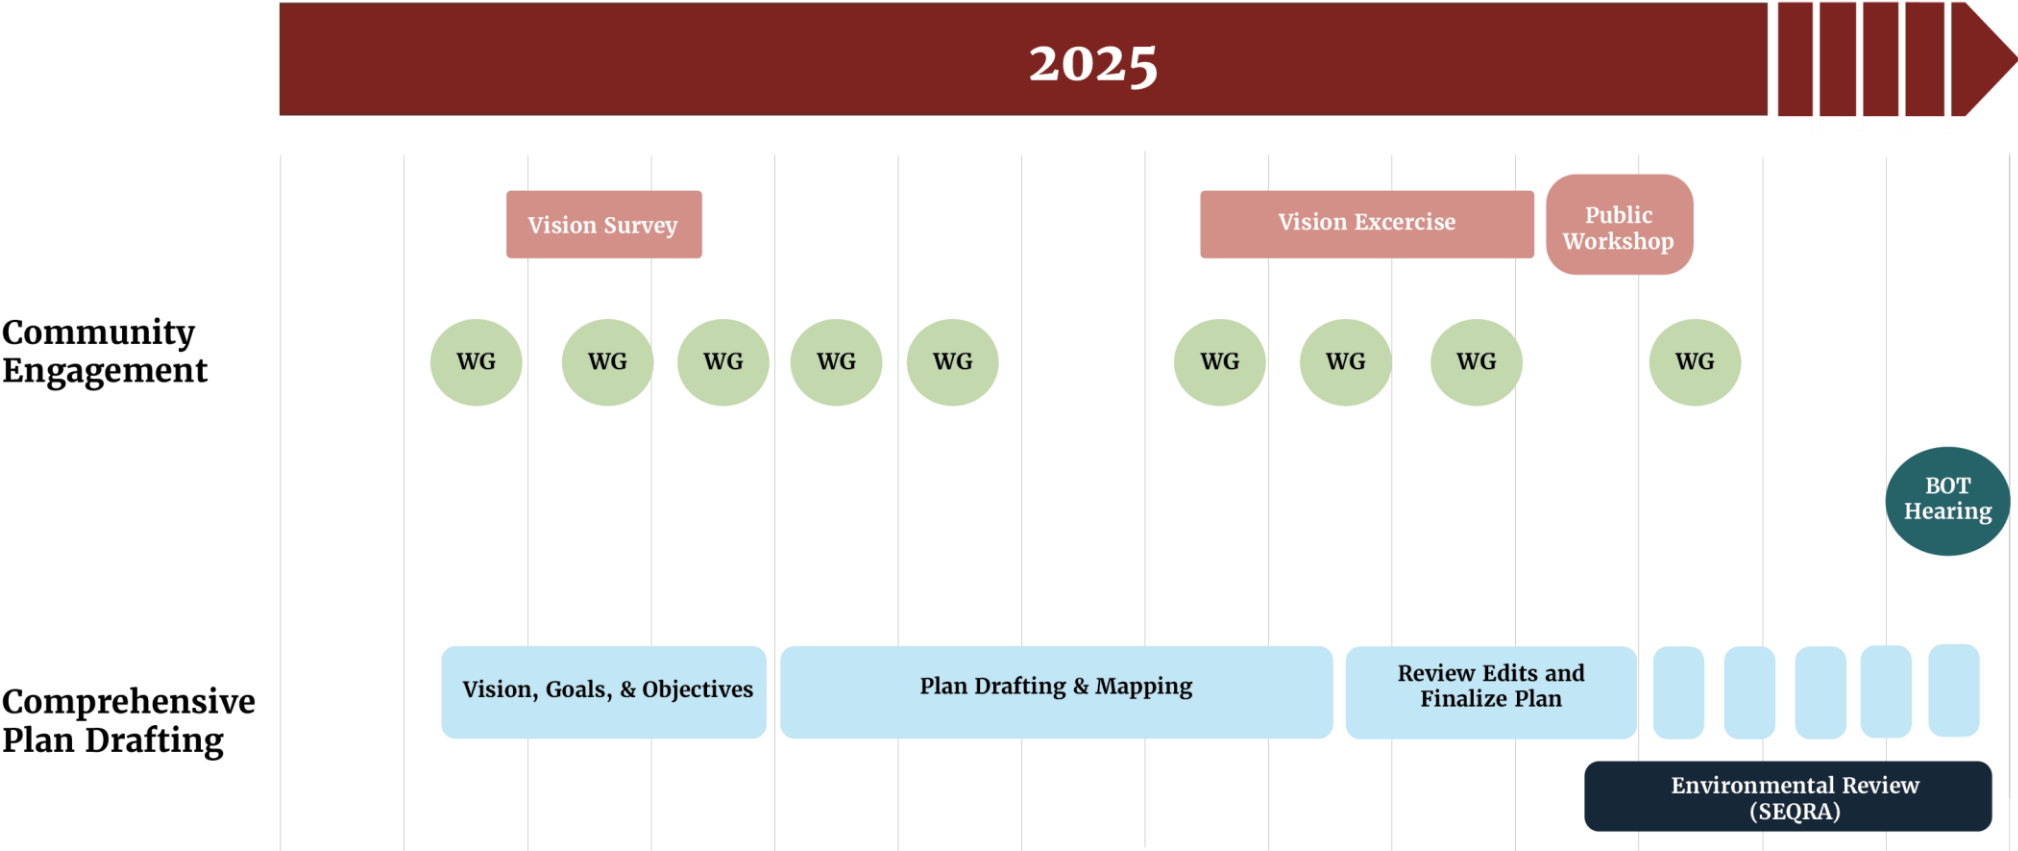 2025
Vision Survey
Vision Excercise
Public
Workshop
Community
Engagement
WG
WG
WG
WG
WG
WG
WG
WG
WG
BOT
Hearing
Comprehensive
Plan Drafting
Vision, Goals, & Objectives
Plan Drafting & Mapping
Review Edits and
Finalize Plan
Environmental Review
(SEQRA)